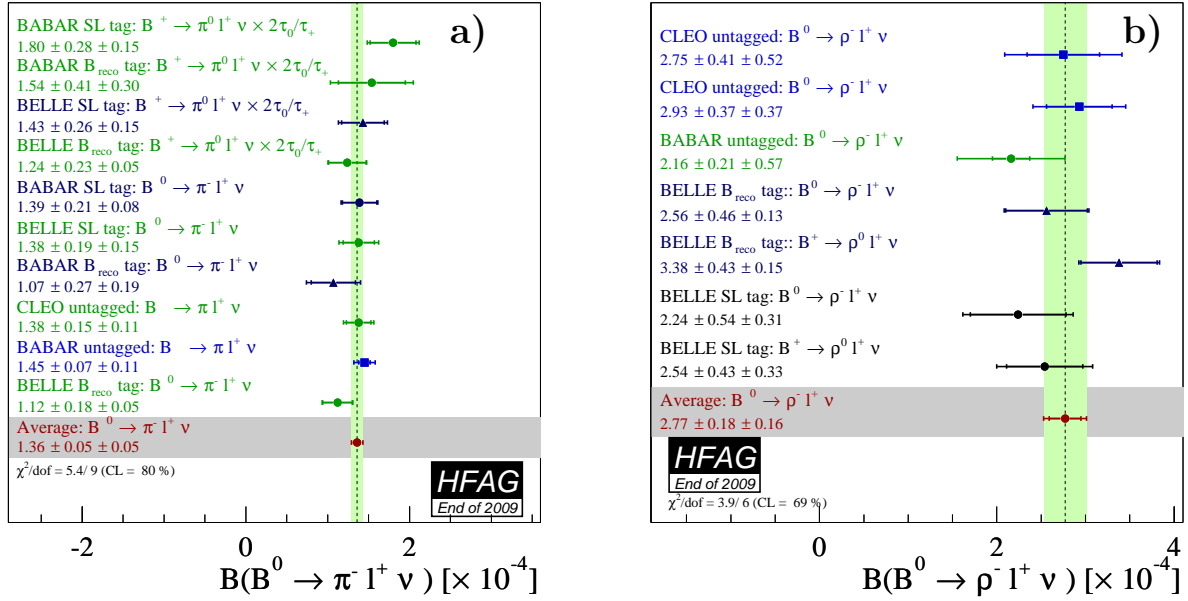 a)
BABAR SL tag: B⁺ → π⁰ l⁺ ν × 2τ₀/τ₊
1.80 ± 0.28 ± 0.15
BABAR B_reco tag: B⁺ → π⁰ l⁺ ν × 2τ₀/τ₊
1.54 ± 0.41 ± 0.30
BELLE SL tag: B⁺ → π⁰ l⁺ ν × 2τ₀/τ₊
1.43 ± 0.26 ± 0.15
BELLE B_reco tag: B⁺ → π⁰ l⁺ ν × 2τ₀/τ₊
1.24 ± 0.23 ± 0.05
BABAR SL tag: B⁰ → π⁻ l⁺ ν
1.39 ± 0.21 ± 0.08
BELLE SL tag: B⁰ → π⁻ l⁺ ν
1.38 ± 0.19 ± 0.15
BABAR B_reco tag: B⁰ → π⁻ l⁺ ν
1.07 ± 0.27 ± 0.19
CLEO untagged: B → π l⁺ ν
1.38 ± 0.15 ± 0.11
BABAR untagged: B → π l⁺ ν
1.45 ± 0.07 ± 0.11
BELLE B_reco tag: B⁰ → π⁻ l⁺ ν
1.12 ± 0.18 ± 0.05
Average: B⁰ → π⁻ l⁺ ν
1.36 ± 0.05 ± 0.05
χ²/dof = 5.4/ 9 (CL = 80 %)
HFAG
End of 2009
-2 0 2
B(B⁰ → π⁻ l⁺ ν ) [× 10⁻⁴]
b)
CLEO untagged: B⁰ → ρ⁻ l⁺ ν
2.75 ± 0.41 ± 0.52
CLEO untagged: B⁰ → ρ⁻ l⁺ ν
2.93 ± 0.37 ± 0.37
BABAR untagged: B⁰ → ρ⁻ l⁺ ν
2.16 ± 0.21 ± 0.57
BELLE B_reco tag:: B⁰ → ρ⁻ l⁺ ν
2.56 ± 0.46 ± 0.13
BELLE B_reco tag:: B⁺ → ρ⁰ l⁺ ν
3.38 ± 0.43 ± 0.15
BELLE SL tag: B⁰ → ρ⁻ l⁺ ν
2.24 ± 0.54 ± 0.31
BELLE SL tag: B⁺ → ρ⁰ l⁺ ν
2.54 ± 0.43 ± 0.33
Average: B⁰ → ρ⁻ l⁺ ν
2.77 ± 0.18 ± 0.16
HFAG
End of 2009
χ²/dof = 3.9/ 6 (CL = 69 %)
0 2 4
B(B⁰ → ρ⁻ l⁺ ν ) [× 10⁻⁴]